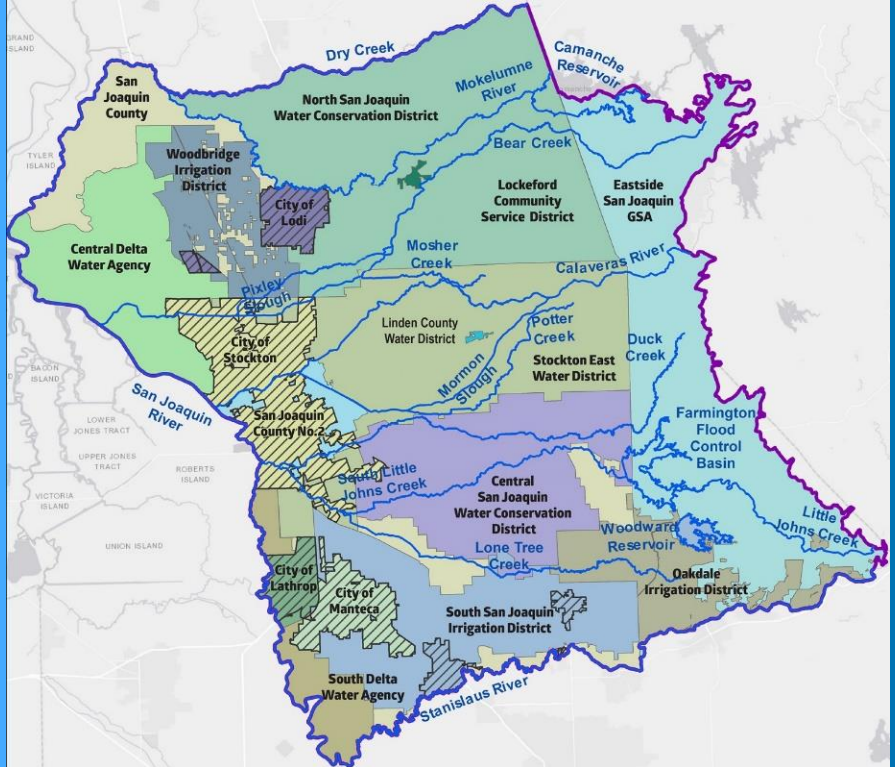 GRAND
ISLAND
Dry Creek
Camanche
Reservoir
San
Joaquin
County
Mokelumne
River
North San Joaquin
Water Conservation District
Bear Creek
TYLER
ISLAND
Woodbridge
Irrigation
District
City of
Lodi
Lockeford
Community
Service District
Eastside
San Joaquin
GSA
Central Delta
Water Agency
Mosher
Creek
Calaveras River
Pixley
Slough
City of
Stockton
Linden County
Water District
Potter
Creek
Mormon
Slough
Stockton East
Water District
Duck
Creek
BACON
ISLAND
San Joaquin
River
LOWER
JONES TRACT
UPPER JONES
TRACT
San Joaquin
County No.2
Farmington
Flood
Control
Basin
ROBERTS
ISLAND
South Little
Johns Creek
Central
San Joaquin
Water Conservation
District
VICTORIA
ISLAND
Woodward
Reservoir
Little
Johns Creek
UNION ISLAND
Lone Tree
Creek
City of
Lathrop
City of
Manteca
Oakdale
Irrigation District
South San Joaquin
Irrigation District
South Delta
Water Agency
Stanislaus River